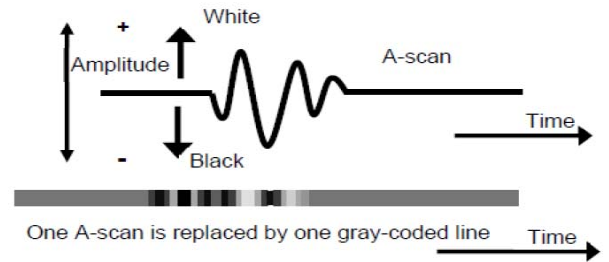 White
+
Amplitude
A-scan
Time
-
Black
One A-scan is replaced by one gray-coded line
Time